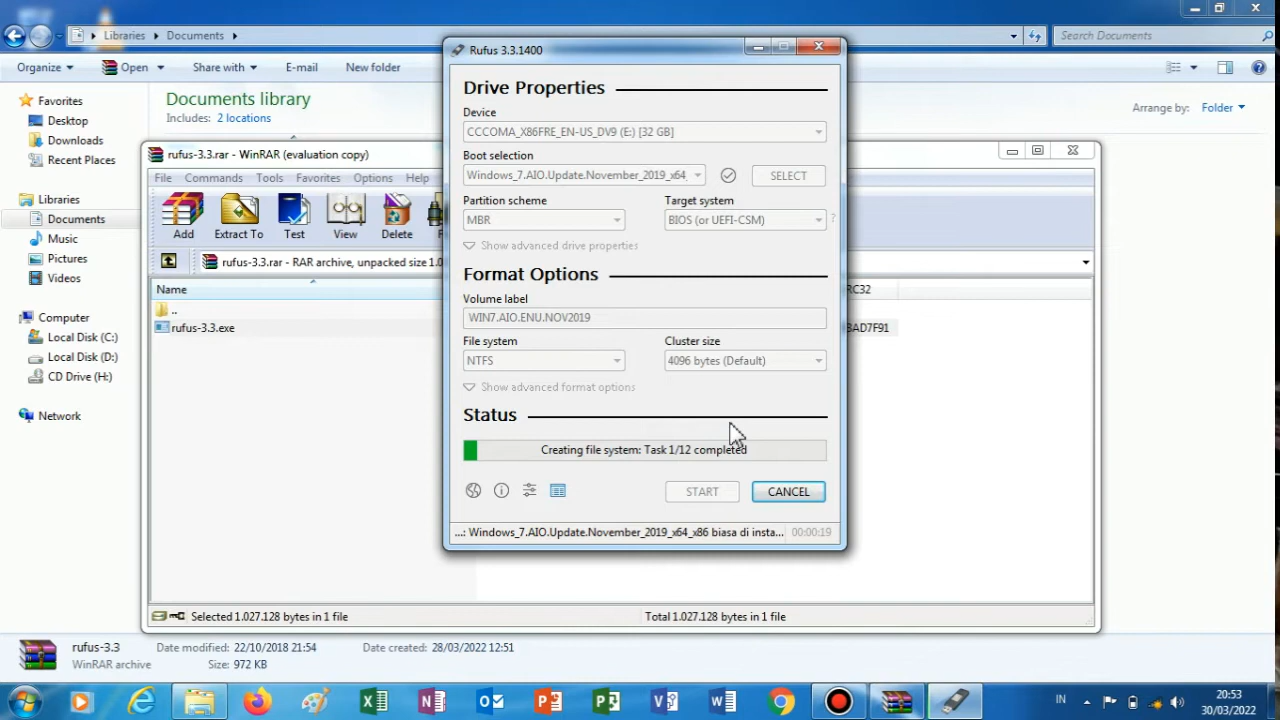 Libraries
Documents
Search Documents
Organize
Open
Share with
E-mail
New folder
Documents library
Includes: 2 locations
Arrange by: Folder
Favorites
Desktop
Downloads
Recent Places
Libraries
Documents
Music
Pictures
Videos
Computer
Local Disk (C:)
Local Disk (D:)
CD Drive (H:)
Network
rufus-3.3.rar - WinRAR (evaluation copy)
File Commands Tools Favorites Options Help
Add Extract To Test View Delete
rufus-3.3.rar - RAR archive, unpacked size 1.0
Name
RC32
..
rufus-3.3.exe
BAD7F91
Selected 1.027.128 bytes in 1 file
Total 1.027.128 bytes in 1 file
Rufus 3.3.1400
Drive Properties
Device
CCCOMA_X86FRE_EN-US_DV9 (E:) [32 GB]
Boot selection
Windows_7.AIO.Update.November_2019_x64_
SELECT
Partition scheme
Target system
MBR
BIOS (or UEFI-CSM)
?
Show advanced drive properties
Format Options
Volume label
WIN7.AIO.ENU.NOV2019
File system
Cluster size
NTFS
4096 bytes (Default)
Show advanced format options
Status
Creating file system: Task 1/12 completed
START
CANCEL
...: Windows_7.AIO.Update.November_2019_x64_x86 biasa di insta...
00:00:19
rufus-3.3
Date modified: 22/10/2018 21:54
Date created: 28/03/2022 12:51
WinRAR archive
Size: 972 KB
IN
20:53
30/03/2022